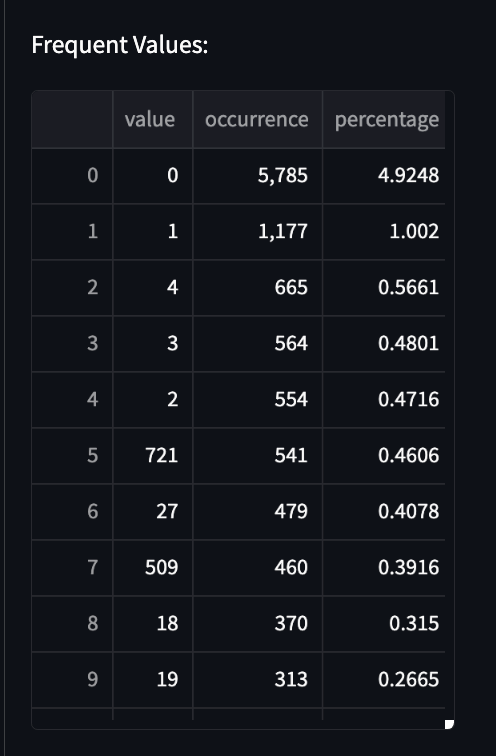 Frequent Values:
value occurrence percentage
0 0 5,785 4.9248
1 1 1,177 1.002
2 4 665 0.5661
3 3 564 0.4801
4 2 554 0.4716
5 721 541 0.4606
6 27 479 0.4078
7 509 460 0.3916
8 18 370 0.315
9 19 313 0.2665